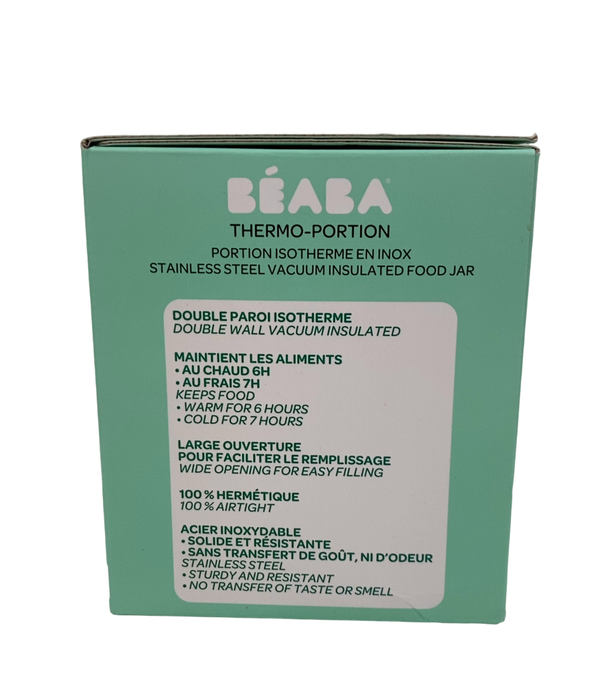 BÉABA
THERMO-PORTION
PORTION ISOTHERME EN INOX
STAINLESS STEEL VACUUM INSULATED FOOD JAR
DOUBLE PAROI ISOTHERME
DOUBLE WALL VACUUM INSULATED
MAINTIENT LES ALIMENTS
• AU CHAUD 6H
• AU FRAIS 7H
KEEPS FOOD
• WARM FOR 6 HOURS
• COLD FOR 7 HOURS
LARGE OUVERTURE
POUR FACILITER LE REMPLISSAGE
WIDE OPENING FOR EASY FILLING
100 % HERMÉTIQUE
100 % AIRTIGHT
ACIER INOXYDABLE
• SOLIDE ET RÉSISTANTE
• SANS TRANSFERT DE GOÛT, NI D'ODEUR
STAINLESS STEEL
• STURDY AND RESISTANT
• NO TRANSFER OF TASTE OR SMELL